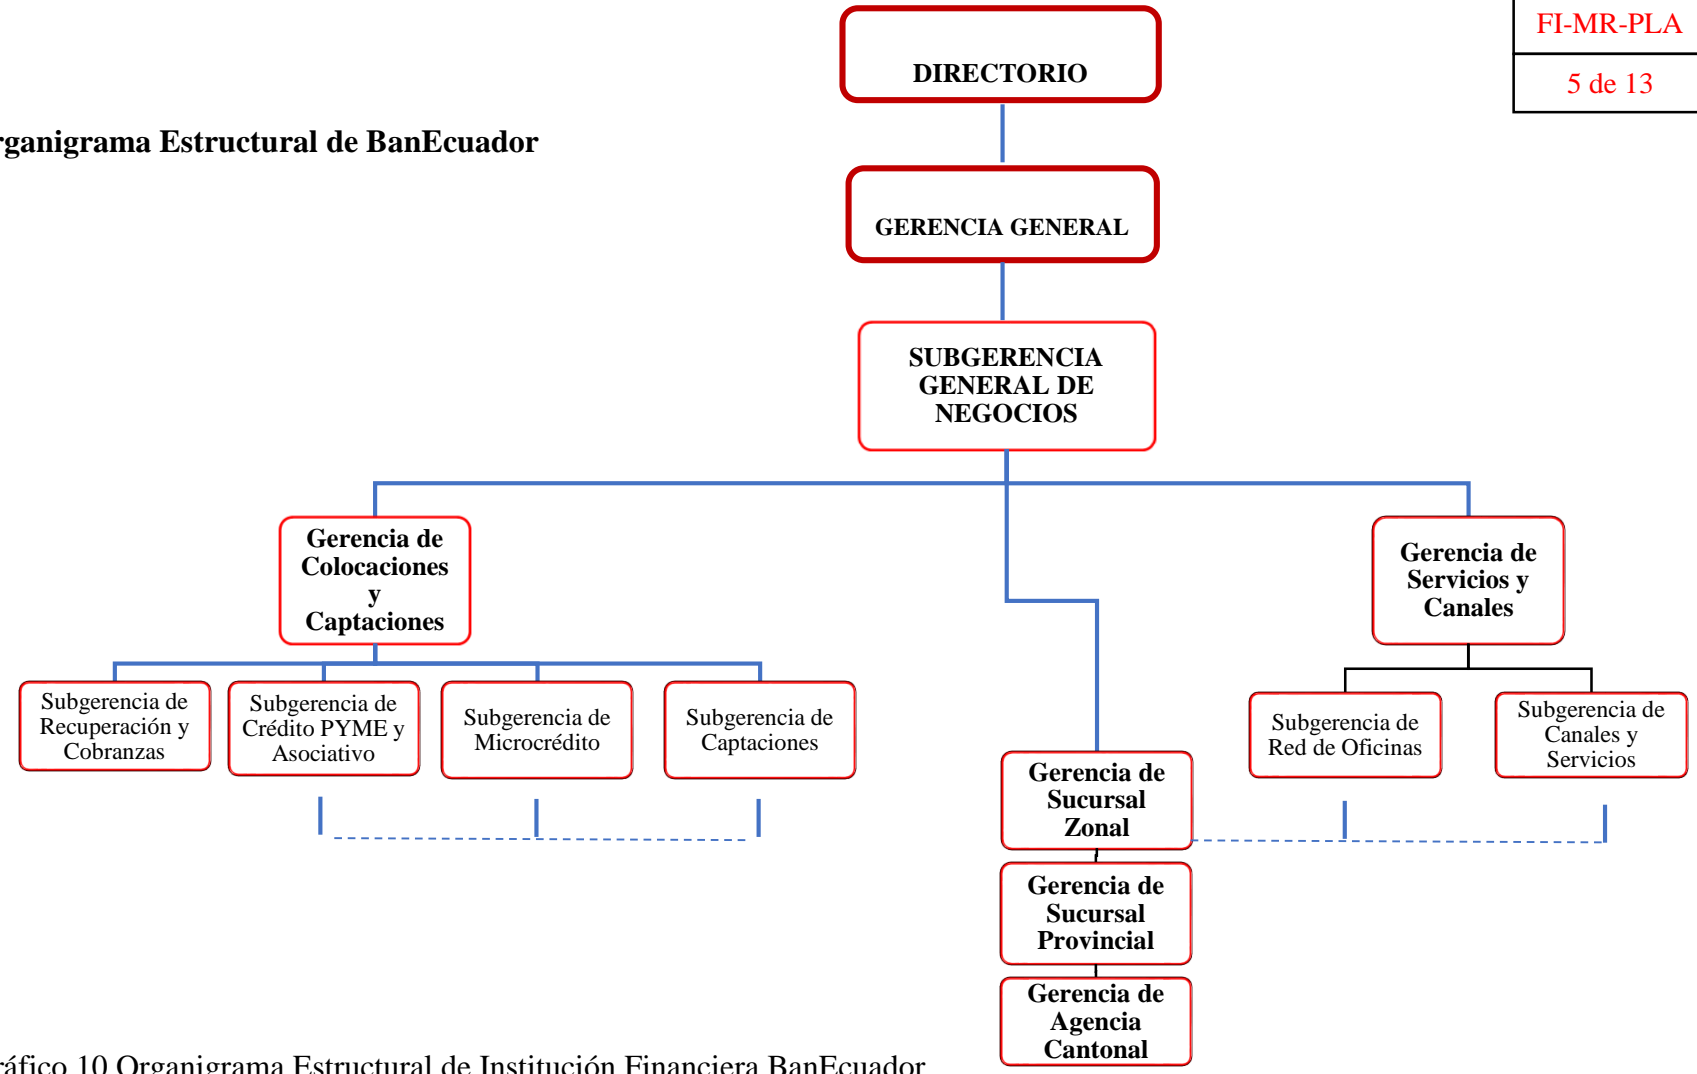 FI-MR-PLA
5 de 13
rganigrama Estructural de BanEcuador
DIRECTORIO
GERENCIA GENERAL
SUBGERENCIA
GENERAL DE
NEGOCIOS
Gerencia de
Colocaciones
y
Captaciones
Gerencia de
Servicios y
Canales
Subgerencia de
Recuperación y
Cobranzas
Subgerencia de
Crédito PYME y
Asociativo
Subgerencia de
Microcrédito
Subgerencia de
Captaciones
Subgerencia de
Red de Oficinas
Subgerencia de
Canales y
Servicios
Gerencia de
Sucursal
Zonal
Gerencia de
Sucursal
Provincial
Gerencia de
Agencia
Cantonal
ráfico 10 Organigrama Estructural de Institución Financiera BanEcuador